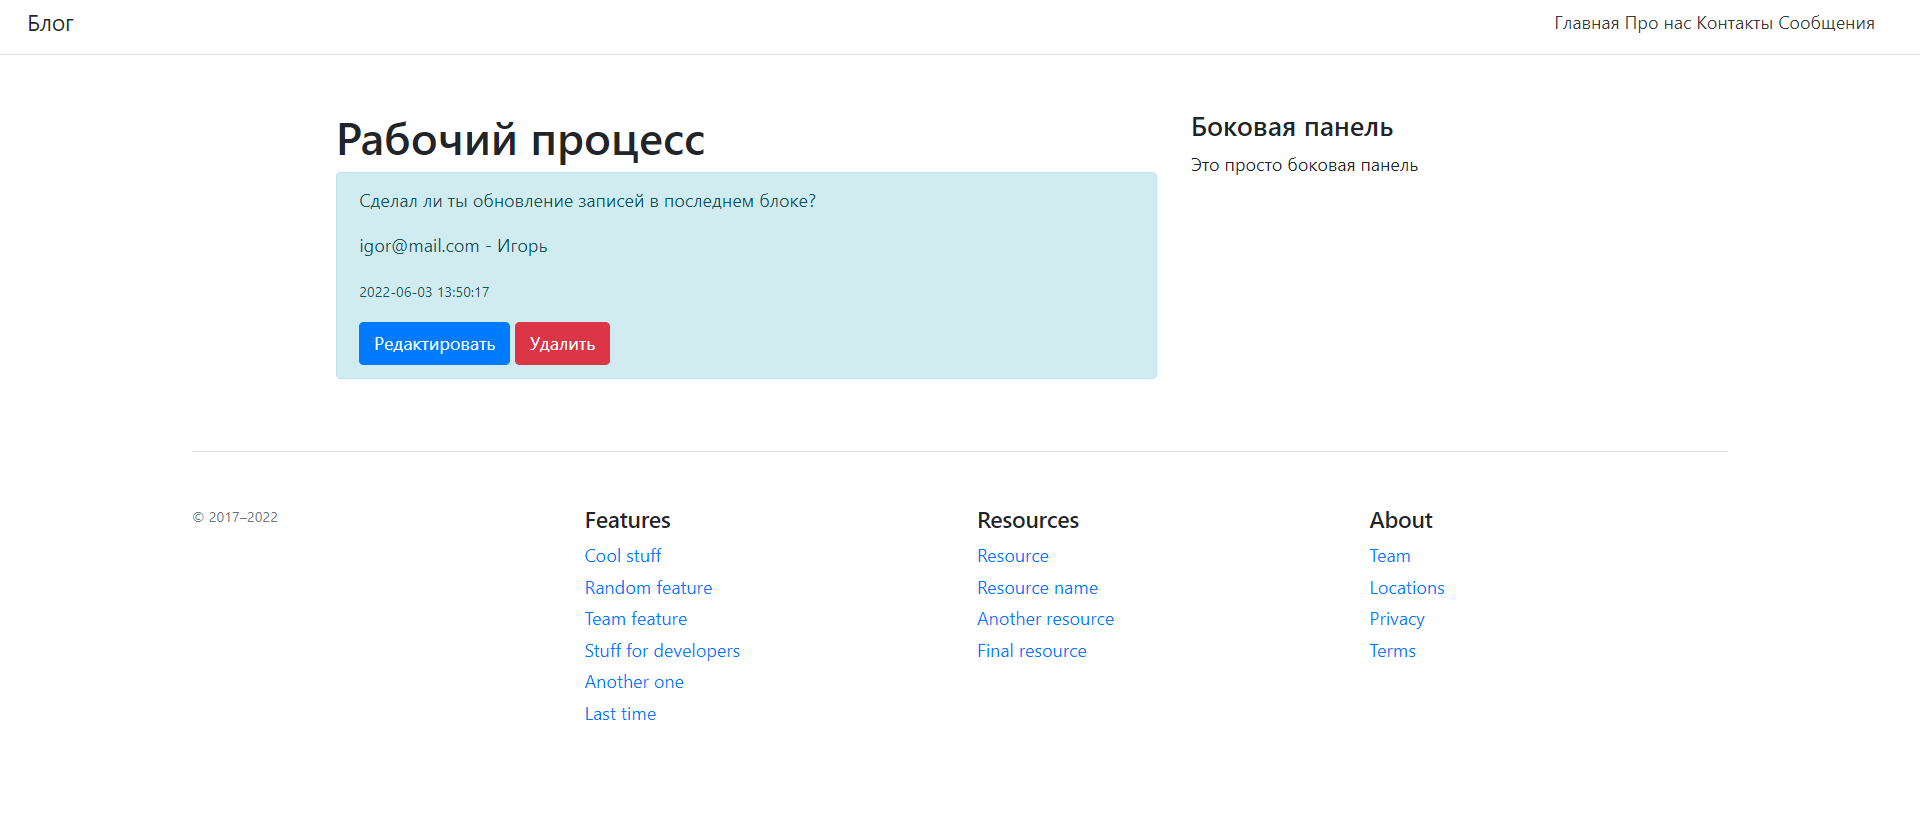 Блог
Главная Про нас Контакты Сообщения
Рабочий процесс
Сделал ли ты обновление записей в последнем блоке?
igor@mail.com - Игорь
2022-06-03 13:50:17
Редактировать Удалить
Боковая панель
Это просто боковая панель
© 2017–2022
Features
Cool stuff
Random feature
Team feature
Stuff for developers
Another one
Last time
Resources
Resource
Resource name
Another resource
Final resource
About
Team
Locations
Privacy
Terms